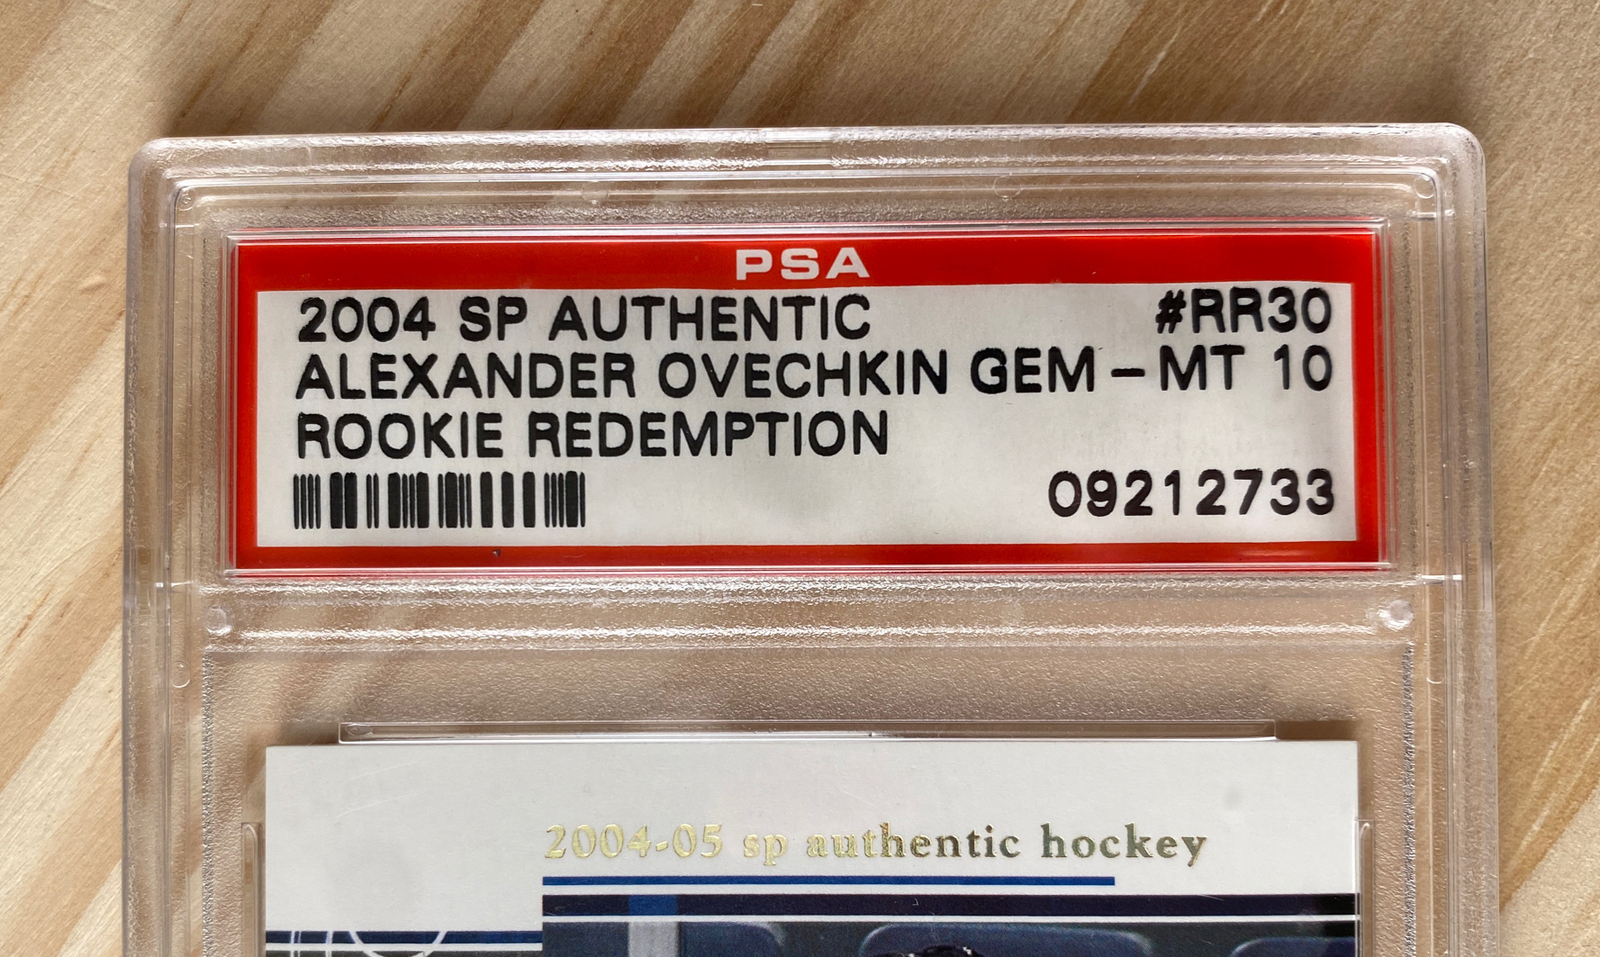 PSA
2004 SP AUTHENTIC #RR30
ALEXANDER OVECHKIN GEM - MT 10
ROOKIE REDEMPTION
09212733
2004-05 sp authentic hockey